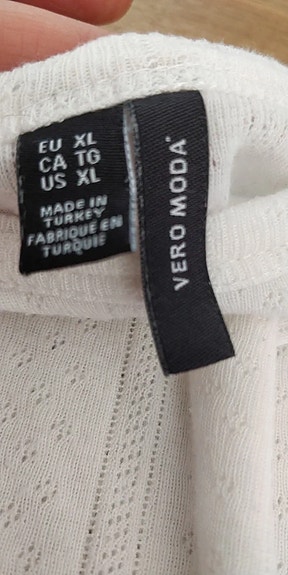 EU XL
CA TG
US XL
MADE IN
TURKEY
FABRIQUE EN
TURQUIE
VERO MODA